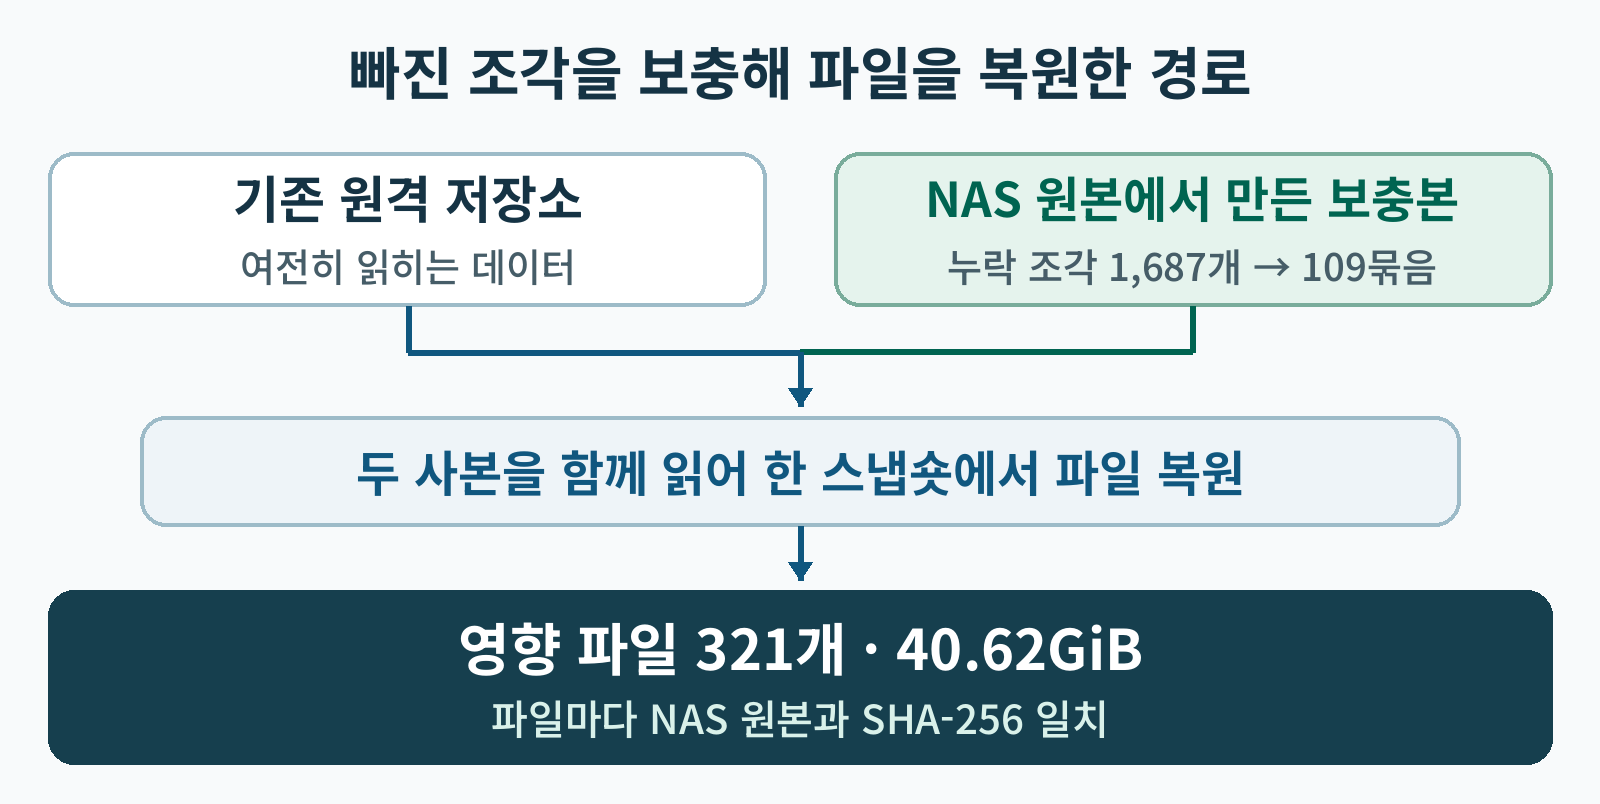 빠진 조각을 보충해 파일을 복원한 경로
기존 원격 저장소
여전히 읽히는 데이터
NAS 원본에서 만든 보충본
누락 조각 1,687개 → 109묶음
두 사본을 함께 읽어 한 스냅숏에서 파일 복원
영향 파일 321개 · 40.62GiB
파일마다 NAS 원본과 SHA-256 일치